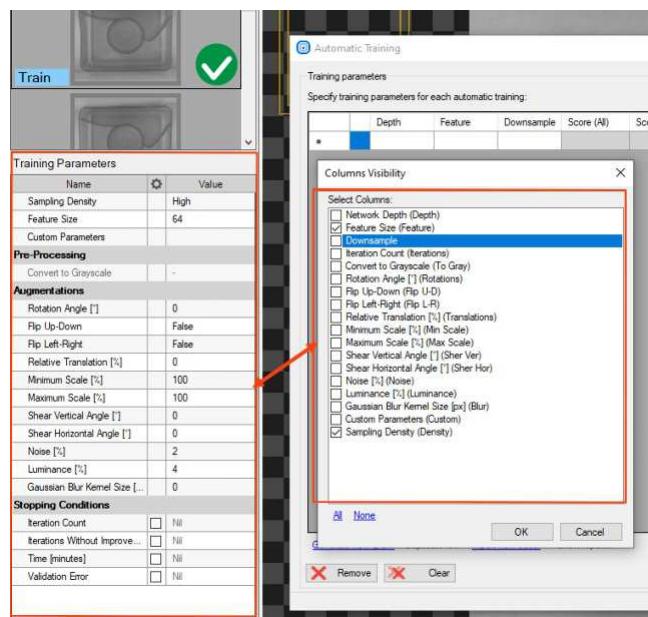 Train
Training Parameters
Name Value
Sampling Density High
Feature Size 64
Custom Parameters
Pre-Processing
Convert to Grayscale -
Augmentations
Rotation Angle [°] 0
Flip Up-Down False
Flip Left-Right False
Relative Translation [%] 0
Minimum Scale [%] 100
Maximum Scale [%] 100
Shear Vertical Angle [°] 0
Shear Horizontal Angle [°] 0
Noise [%] 2
Luminance [%] 4
Gaussian Blur Kernel Size [... 0
Stopping Conditions
Iteration Count Nil
Iterations Without Improve... Nil
Time [minutes] Nil
Validation Error Nil
Automatic Training
Training parameters
Specify training parameters for each automatic training:
Depth Feature Downsample Score (All) Sco
Columns Visibility
Select Columns:
Network Depth (Depth)
Feature Size (Feature)
Downsample
Iteration Count (Iterations)
Convert to Grayscale (To Gray)
Rotation Angle [°] (Rotations)
Flip Up-Down (Flip U-D)
Flip Left-Right (Flip L-R)
Relative Translation [%] (Translations)
Minimum Scale [%] (Min Scale)
Maximum Scale [%] (Max Scale)
Shear Vertical Angle [°] (Sher Ver)
Shear Horizontal Angle [°] (Sher Hor)
Noise [%] (Noise)
Luminance [%] (Luminance)
Gaussian Blur Kernel Size [px] (Blur)
Custom Parameters (Custom)
Sampling Density (Density)
All None
OK Cancel
Remove Clear